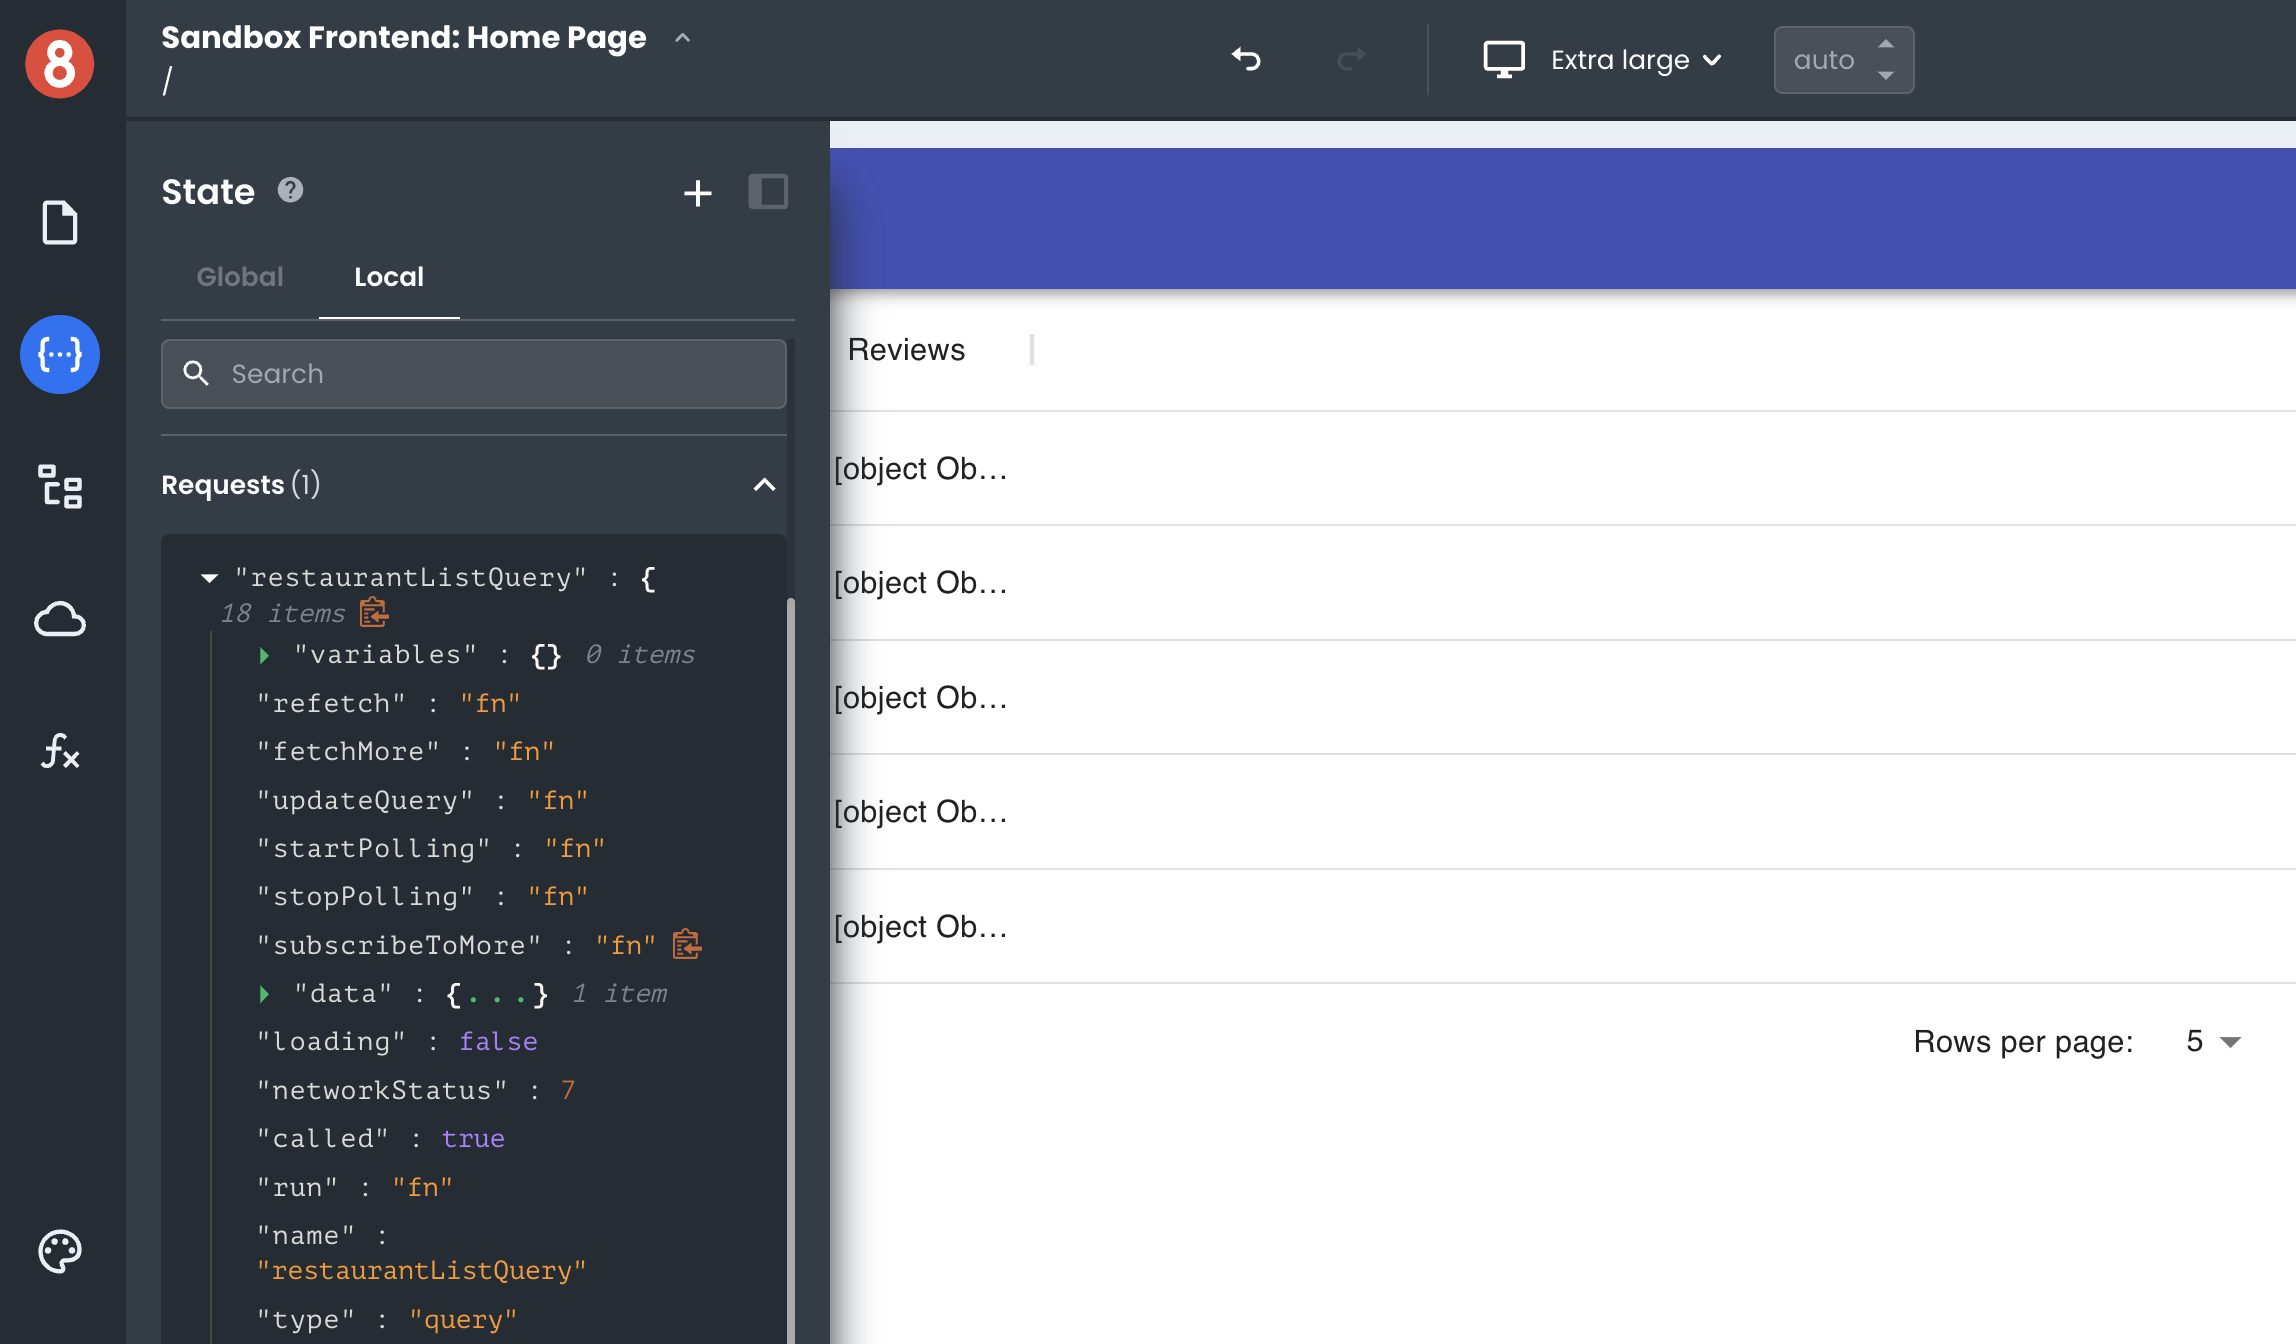 8
Sandbox Frontend: Home Page
/
Extra large
auto
State ?
Global Local
Search
Requests (1)
"restaurantListQuery" : {
18 items
"variables" : {} 0 items
"refetch" : "fn"
"fetchMore" : "fn"
"updateQuery" : "fn"
"startPolling" : "fn"
"stopPolling" : "fn"
"subscribeToMore" : "fn"
"data" : {...} 1 item
"loading" : false
"networkStatus" : 7
"called" : true
"run" : "fn"
"name" :
"restaurantListQuery"
"type" : "query"
{...}
fx
Reviews
[object Ob...
[object Ob...
[object Ob...
[object Ob...
[object Ob...
Rows per page: 5